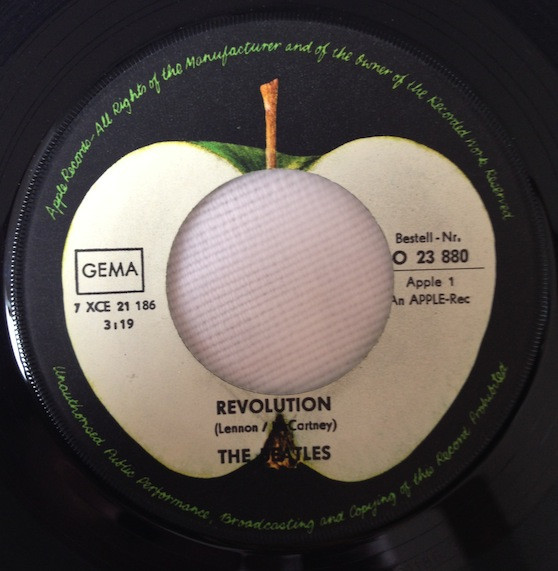 Apple Records-All Rights of the Manufacturer and of the Owner of the Recorded Work Reserved
GEMA
7 XCE 21 186
3:19
Bestell-Nr.
O 23 880
Apple 1
An APPLE-Rec
REVOLUTION
(Lennon / McCartney)
THE BEATLES
Unauthorised Public Performance, Broadcasting and Copying of this Record Prohibited